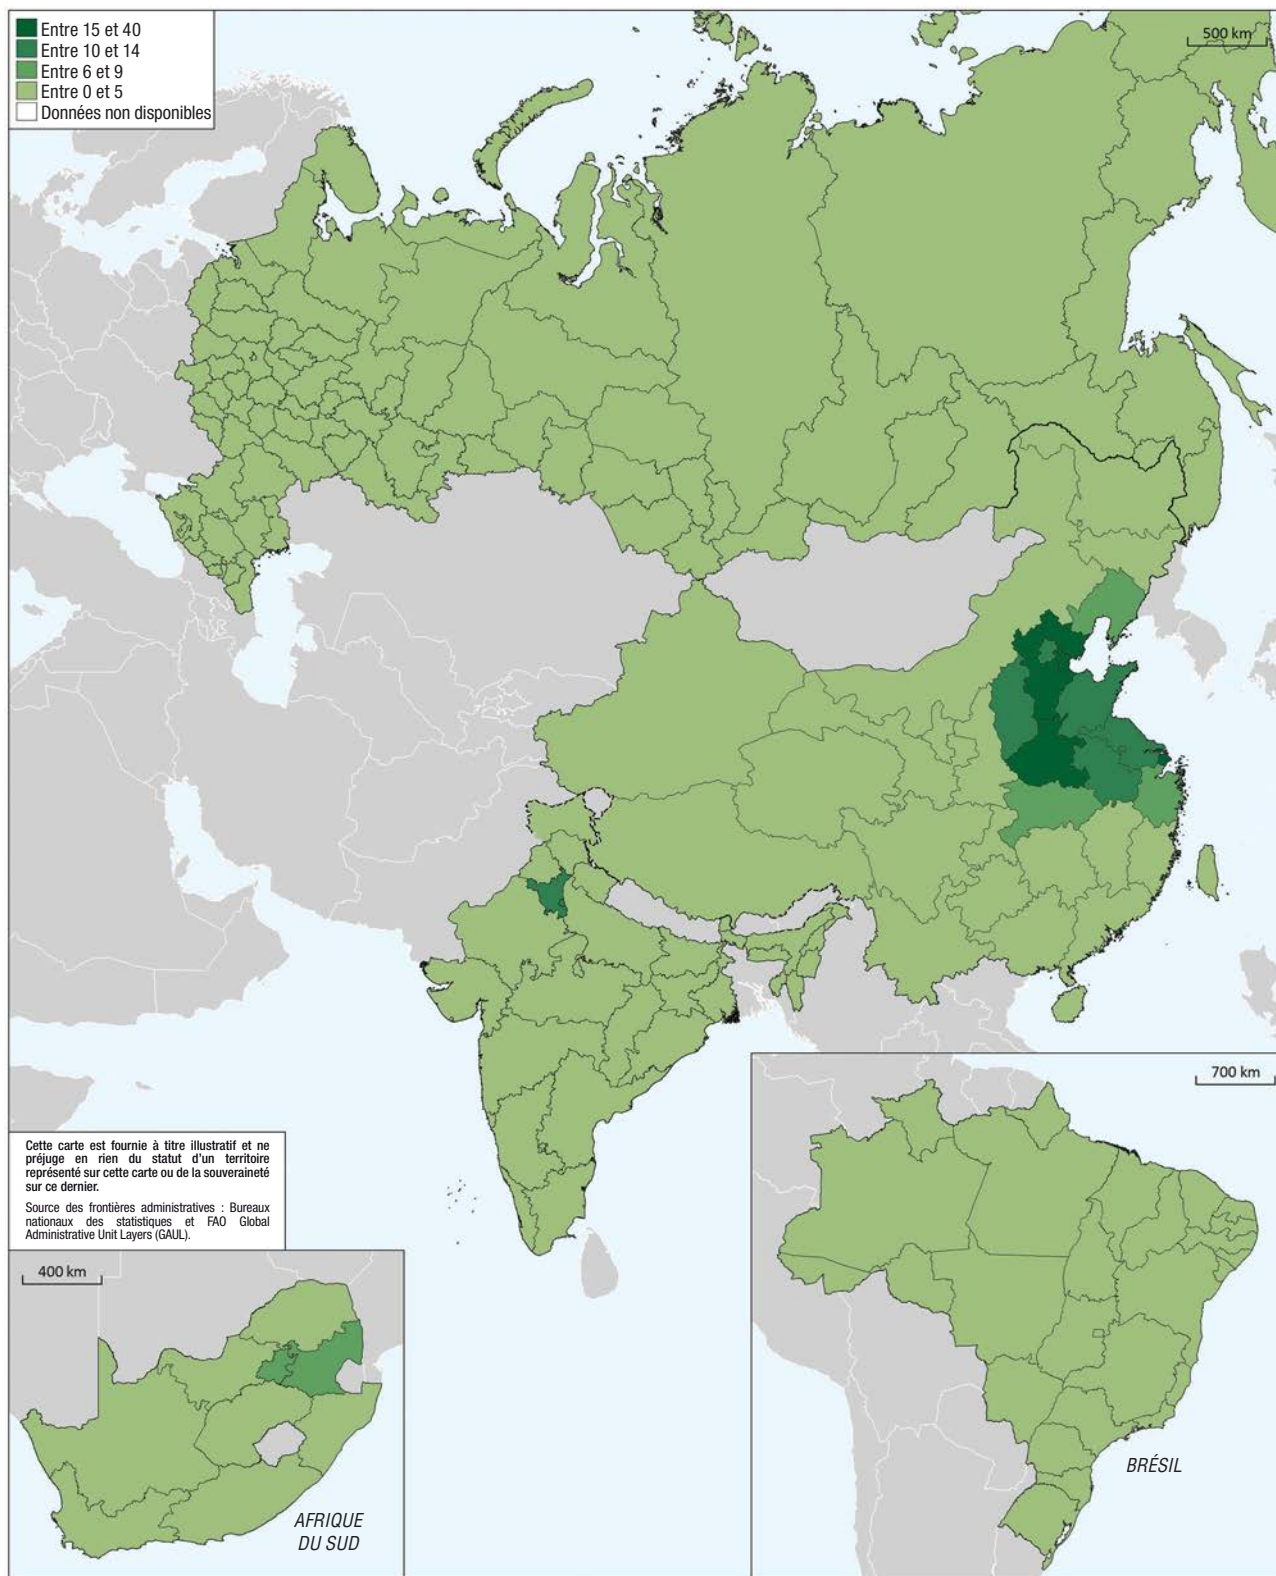 Entre 15 et 40
Entre 10 et 14
Entre 6 et 9
Entre 0 et 5
Données non disponibles
500 km
Cette carte est fournie à titre illustratif et ne
préjuge en rien du statut d'un territoire
représenté sur cette carte ou de la souveraineté
sur ce dernier.
Source des frontières administratives : Bureaux
nationaux des statistiques et FAO Global
Administrative Unit Layers (GAUL).
400 km
AFRIQUE
DU SUD
700 km
BRÉSIL